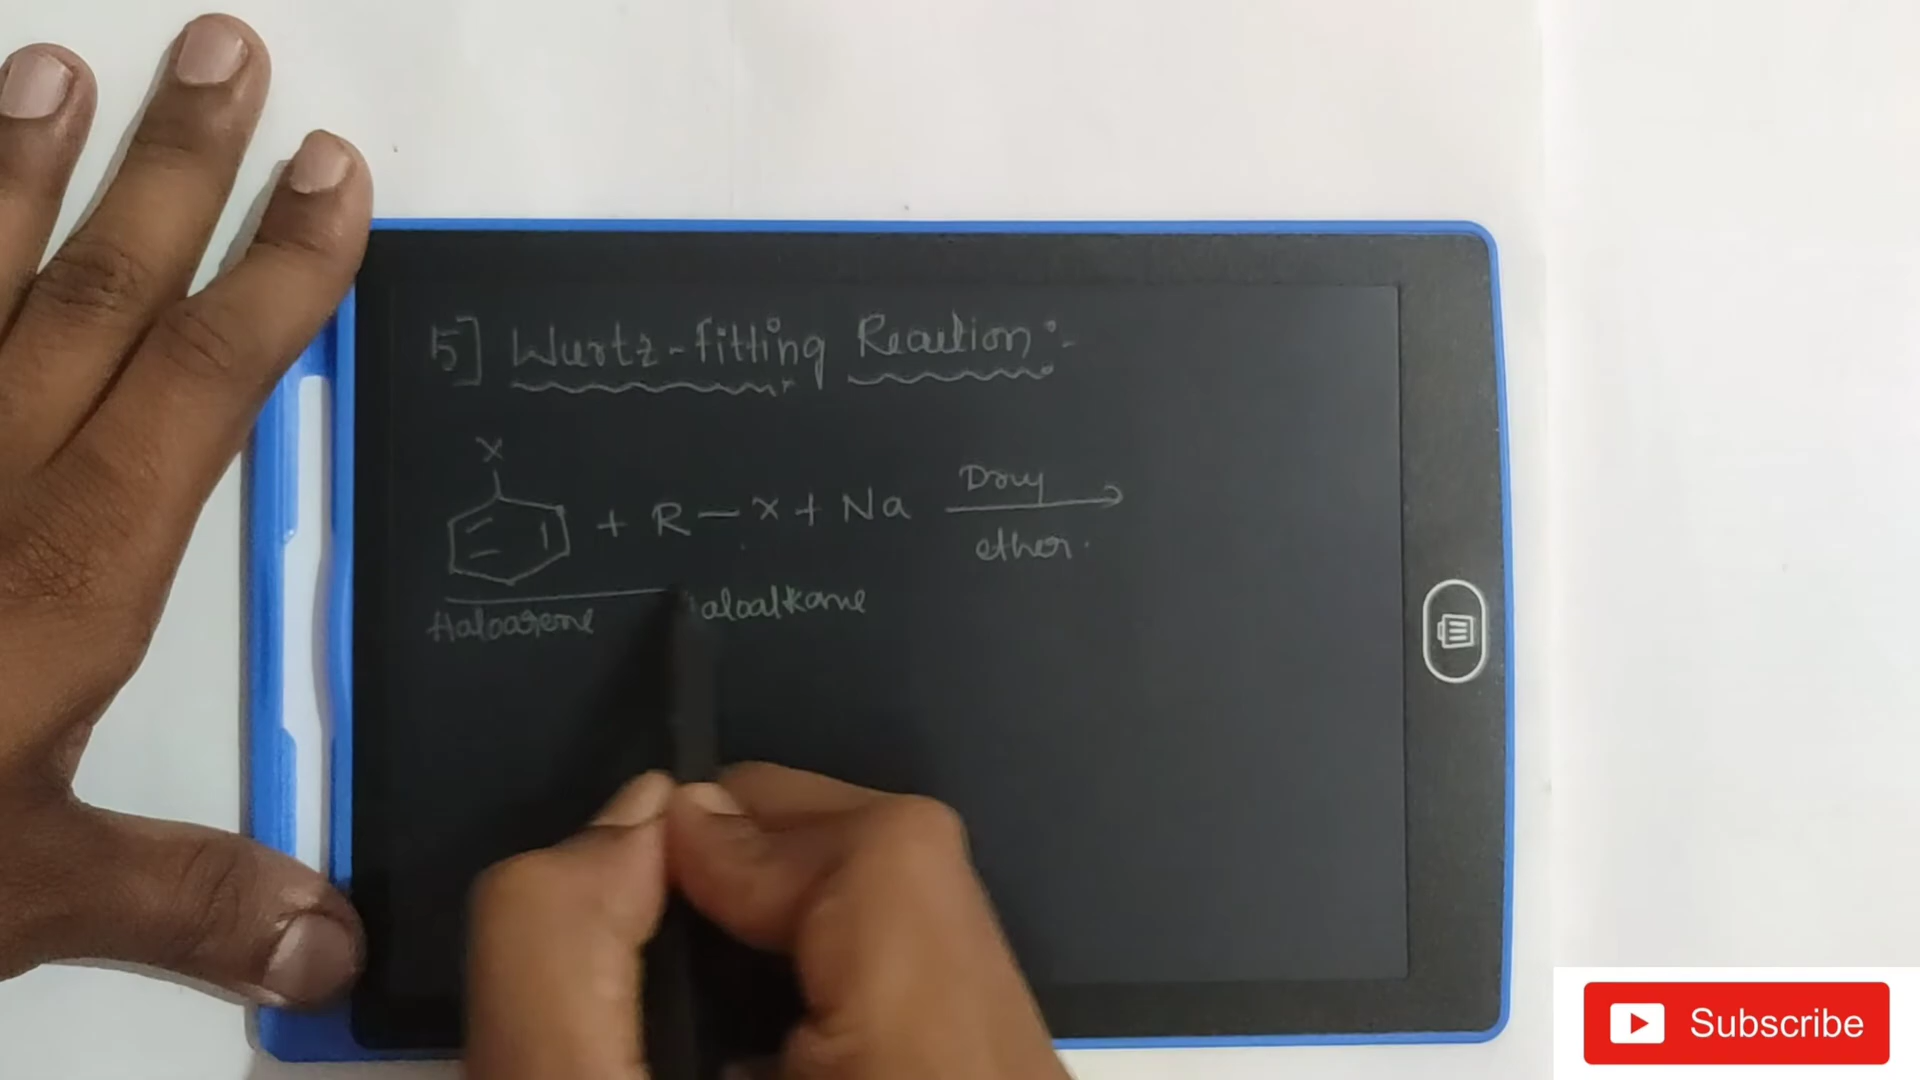 5] Wurtz-fitting Reaction:-
X
+ R — X + Na
Dry
ether.
Haloarene
aloalkane
Subscribe